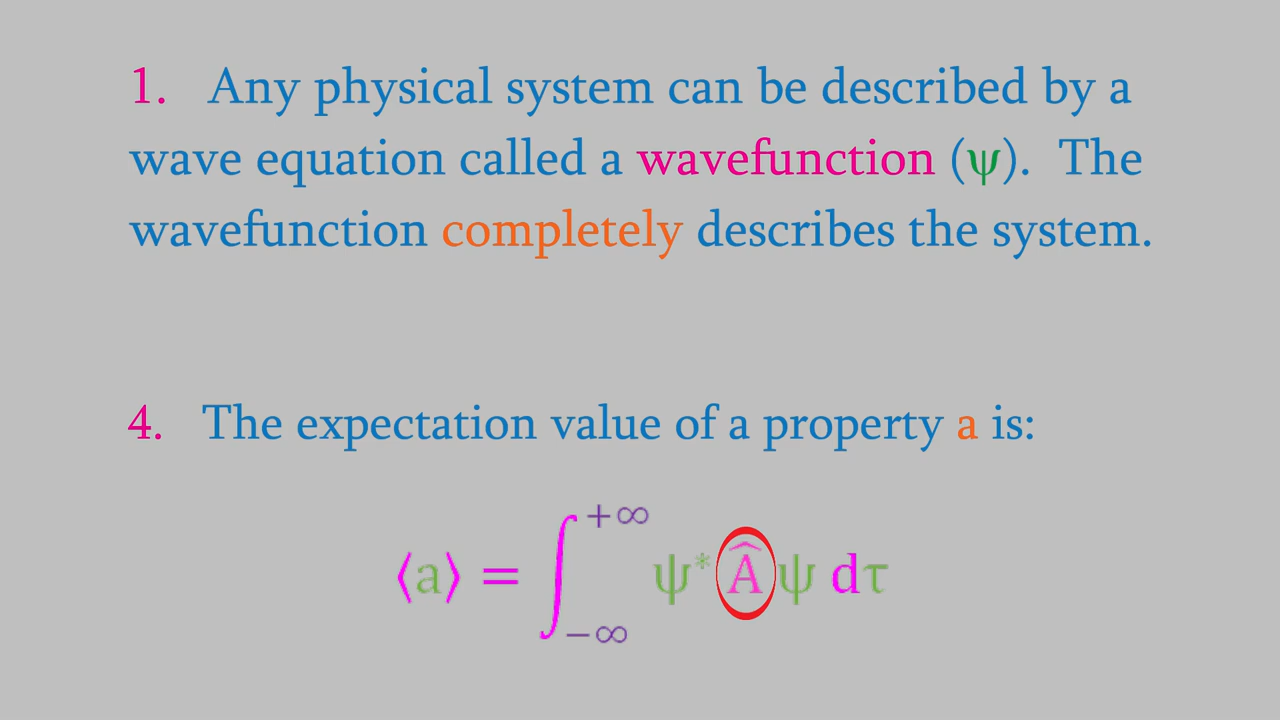 1. Any physical system can be described by a
wave equation called a wavefunction (ψ). The
wavefunction completely describes the system.
4. The expectation value of a property a is:
⟨a⟩ = ∫_{−∞}^{+∞} ψ* Â ψ dτ